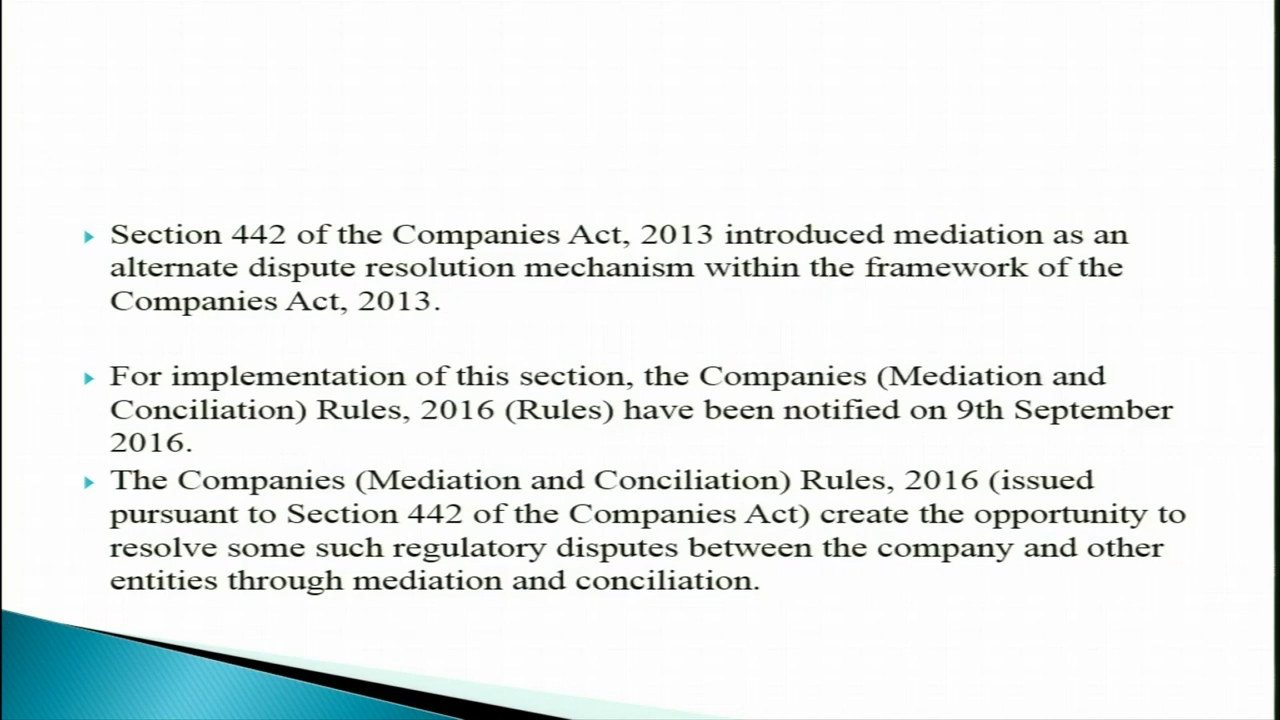 Section 442 of the Companies Act, 2013 introduced mediation as an
alternate dispute resolution mechanism within the framework of the
Companies Act, 2013.
For implementation of this section, the Companies (Mediation and
Conciliation) Rules, 2016 (Rules) have been notified on 9th September
2016.
The Companies (Mediation and Conciliation) Rules, 2016 (issued
pursuant to Section 442 of the Companies Act) create the opportunity to
resolve some such regulatory disputes between the company and other
entities through mediation and conciliation.